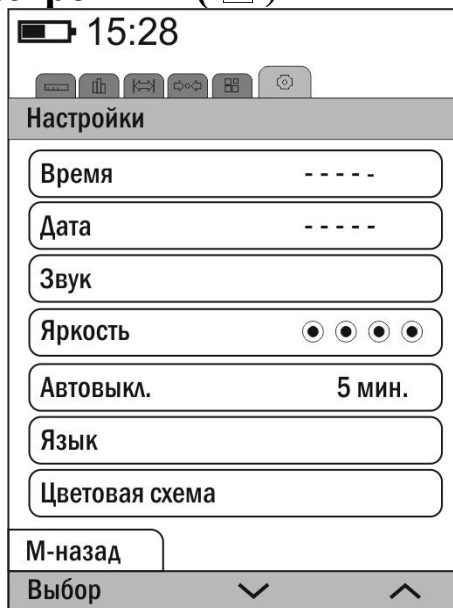 15:28
Настройки
Время - - - - -
Дата - - - - -
Звук
Яркость
Автовыкл. 5 мин.
Язык
Цветовая схема
М-назад
Выбор